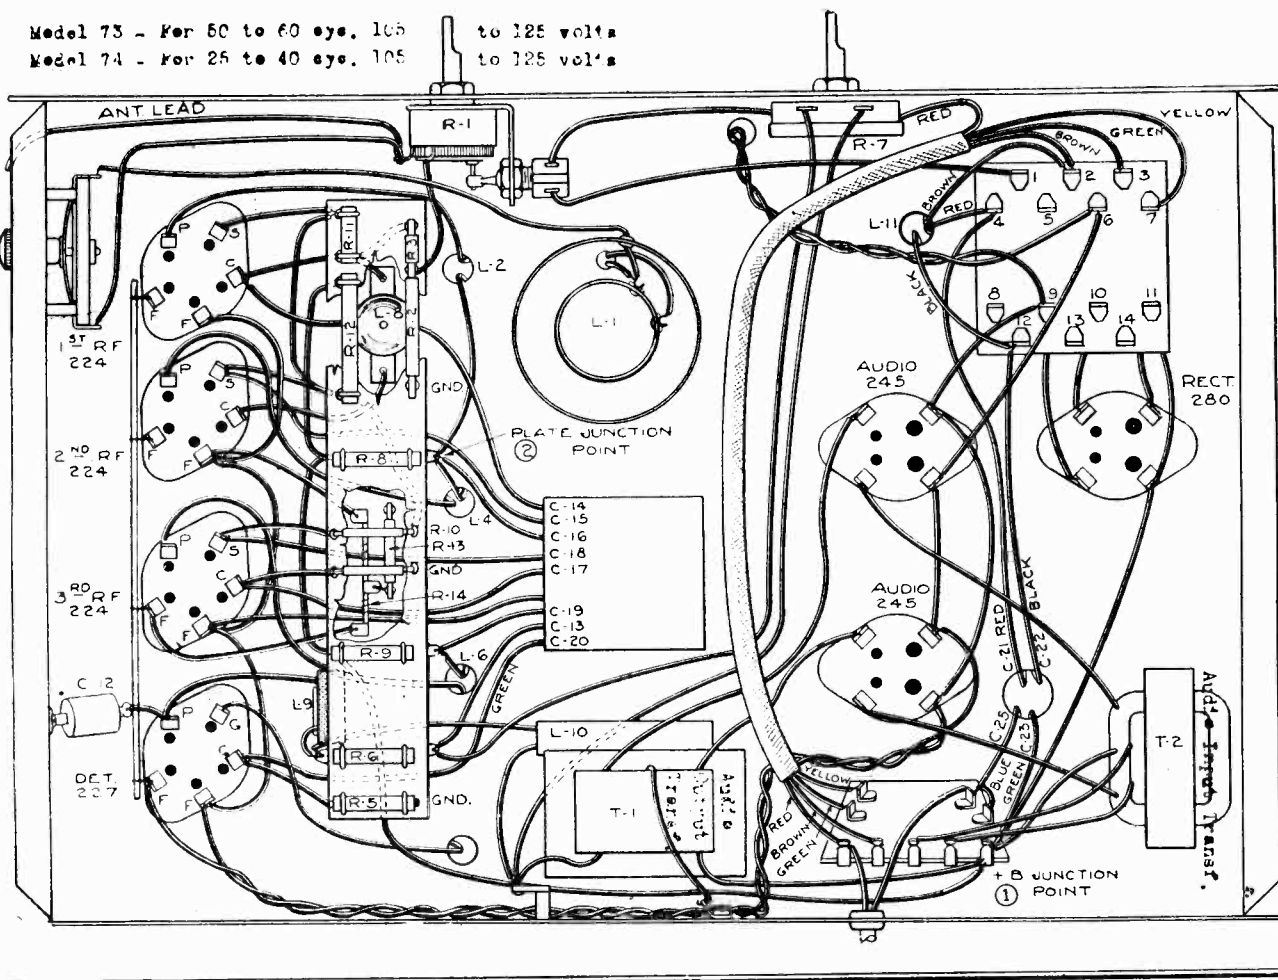 Model 73 - For 50 to 60 cyc. 105 to 125 volts
Model 74 - For 25 to 40 cyc. 105 to 125 volts
ANT. LEAD
R-1
R-7
RED
YELLOW
GREEN
BROWN
BROWN
RED
L-11
BLACK
1
2
3
4
5
6
7
8
9
10
11
12
13
14
P
S
C
F
F
1ST RF
224
R-11
R-3
L-8
R-12
R-2
L-2
L-1
GND
P
S
C
F
F
2ND RF
224
R-8
PLATE JUNCTION
② POINT
AUDIO
245
RECT.
280
L-4
R-10
R-13
GND
R-14
C-14
C-15
C-16
C-18
C-17
C-19
C-13
C-20
P
S
C
F
F
3RD RF
224
R-9
L-6
GREEN
AUDIO
245
C-21 RED
C-22 BLACK
C-12
L-9
P
G
C
F
F
DET.
227
R-6
R-5
GND.
L-10
T-1
Audio
Output
YELLOW
RED
BROWN
GREEN
C-25
C-23
BLUE
GREEN
T-2
Audio Input Transf.
+ B JUNCTION
① POINT